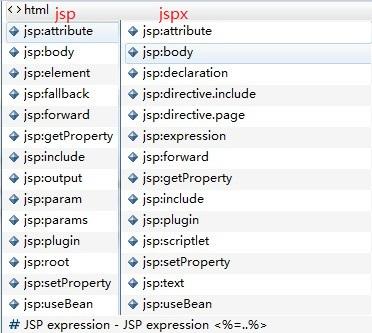 <> html
jsp
jspx
jsp:attribute
jsp:body
jsp:element
jsp:fallback
jsp:forward
jsp:getProperty
jsp:include
jsp:output
jsp:param
jsp:params
jsp:plugin
jsp:root
jsp:setProperty
jsp:useBean
jsp:attribute
jsp:body
jsp:declaration
jsp:directive.include
jsp:directive.page
jsp:expression
jsp:forward
jsp:getProperty
jsp:include
jsp:plugin
jsp:scriptlet
jsp:setProperty
jsp:text
jsp:useBean
# JSP expression - JSP expression <%=..%>